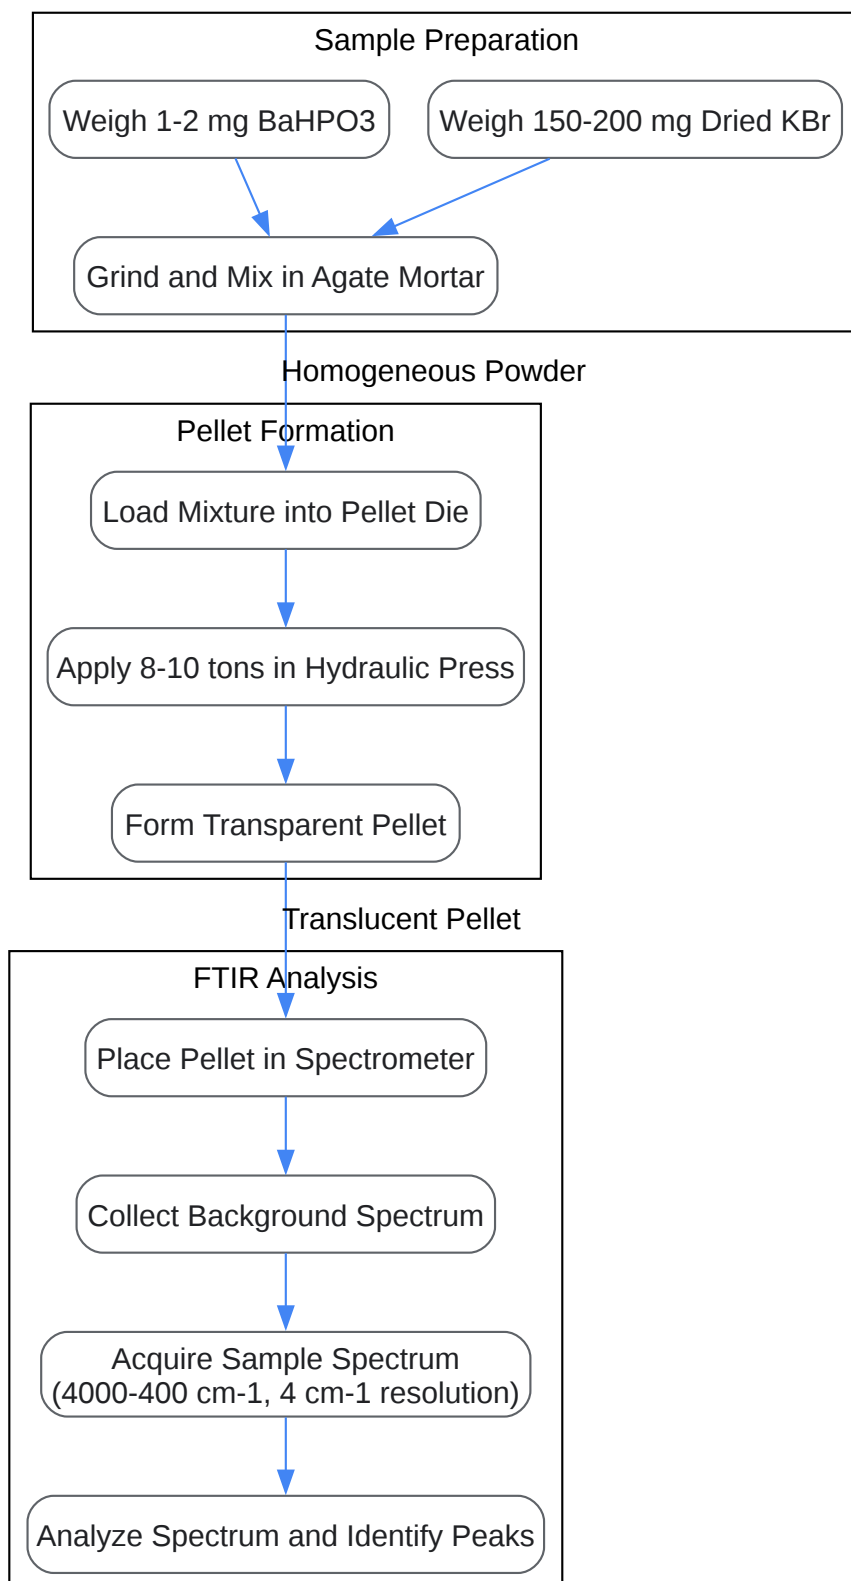 Sample Preparation
Weigh 1-2 mg BaHPO3
Weigh 150-200 mg Dried KBr
Grind and Mix in Agate Mortar
Homogeneous Powder
Pellet Formation
Load Mixture into Pellet Die
Apply 8-10 tons in Hydraulic Press
Form Transparent Pellet
Translucent Pellet
FTIR Analysis
Place Pellet in Spectrometer
Collect Background Spectrum
Acquire Sample Spectrum
(4000-400 cm-1, 4 cm-1 resolution)
Analyze Spectrum and Identify Peaks